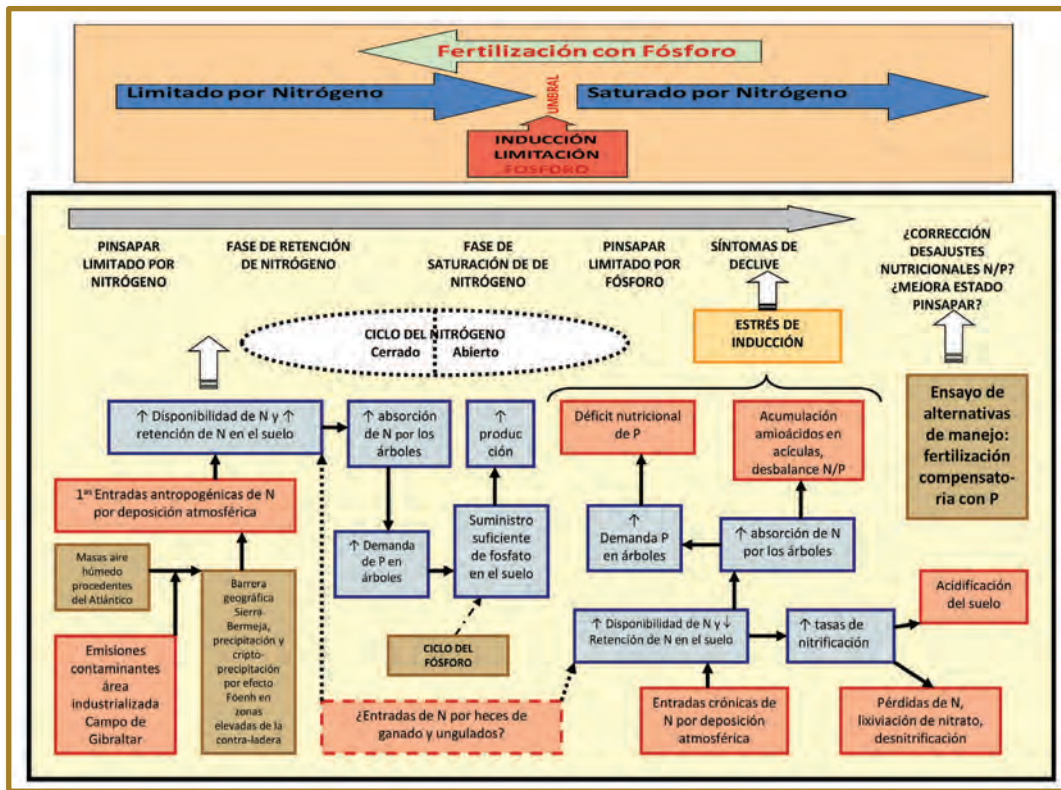 Fertilización con Fósforo
Limitado por Nitrógeno
UMBRAL
Saturado por Nitrógeno
INDUCCIÓN
LIMITACIÓN
FOSFORO
PINSAPAR
LIMITADO POR
NITRÓGENO
FASE DE RETENCIÓN
DE NITRÓGENO
FASE DE
SATURACIÓN DE DE
NITRÓGENO
PINSAPAR
LIMITADO POR
FÓSFORO
SÍNTOMAS DE
DECLIVE
¿CORRECCIÓN
DESAJUSTES
NUTRICIONALES N/P?
¿MEJORA ESTADO
PINSAPAR?
CICLO DEL NITRÓGENO
Cerrado Abierto
ESTRÉS DE
INDUCCIÓN
↑ Disponibilidad de N y ↑
retención de N en el suelo
↑ absorción
de N por los
árboles
↑
produc
ción
Déficit nutricional
de P
Acumulación
amioácidos en
acículas,
desbalance N/P
Ensayo de
alternativas
de manejo:
fertilización
compensato-
ria con P
1as Entradas antropogénicas de N
por deposición atmosférica
↑ Demanda
de P en
árboles
Suministro
suficiente
de fosfato
en el suelo
↑
Demanda P
en árboles
↑ absorción de N
por los árboles
Masas aire
húmedo
procedentes
del Atlántico
Barrera
geográfica
Sierra
Bermeja,
precipitación y
cripto-
precipitación
por efecto
Föenh en
zonas
elevadas de la
contra-ladera
Emisiones
contaminantes
área
industrializada
Campo de
Gibraltar
CICLO DEL
FÓSFORO
¿Entradas de N por heces de
ganado y ungulados?
↑ Disponibilidad de N y ↓
Retención de N en el suelo
↑ tasas de
nitrificación
Acidificación
del suelo
Entradas crónicas de
N por deposición
atmosférica
Pérdidas de N,
lixiviación de nitrato,
desnitrificación